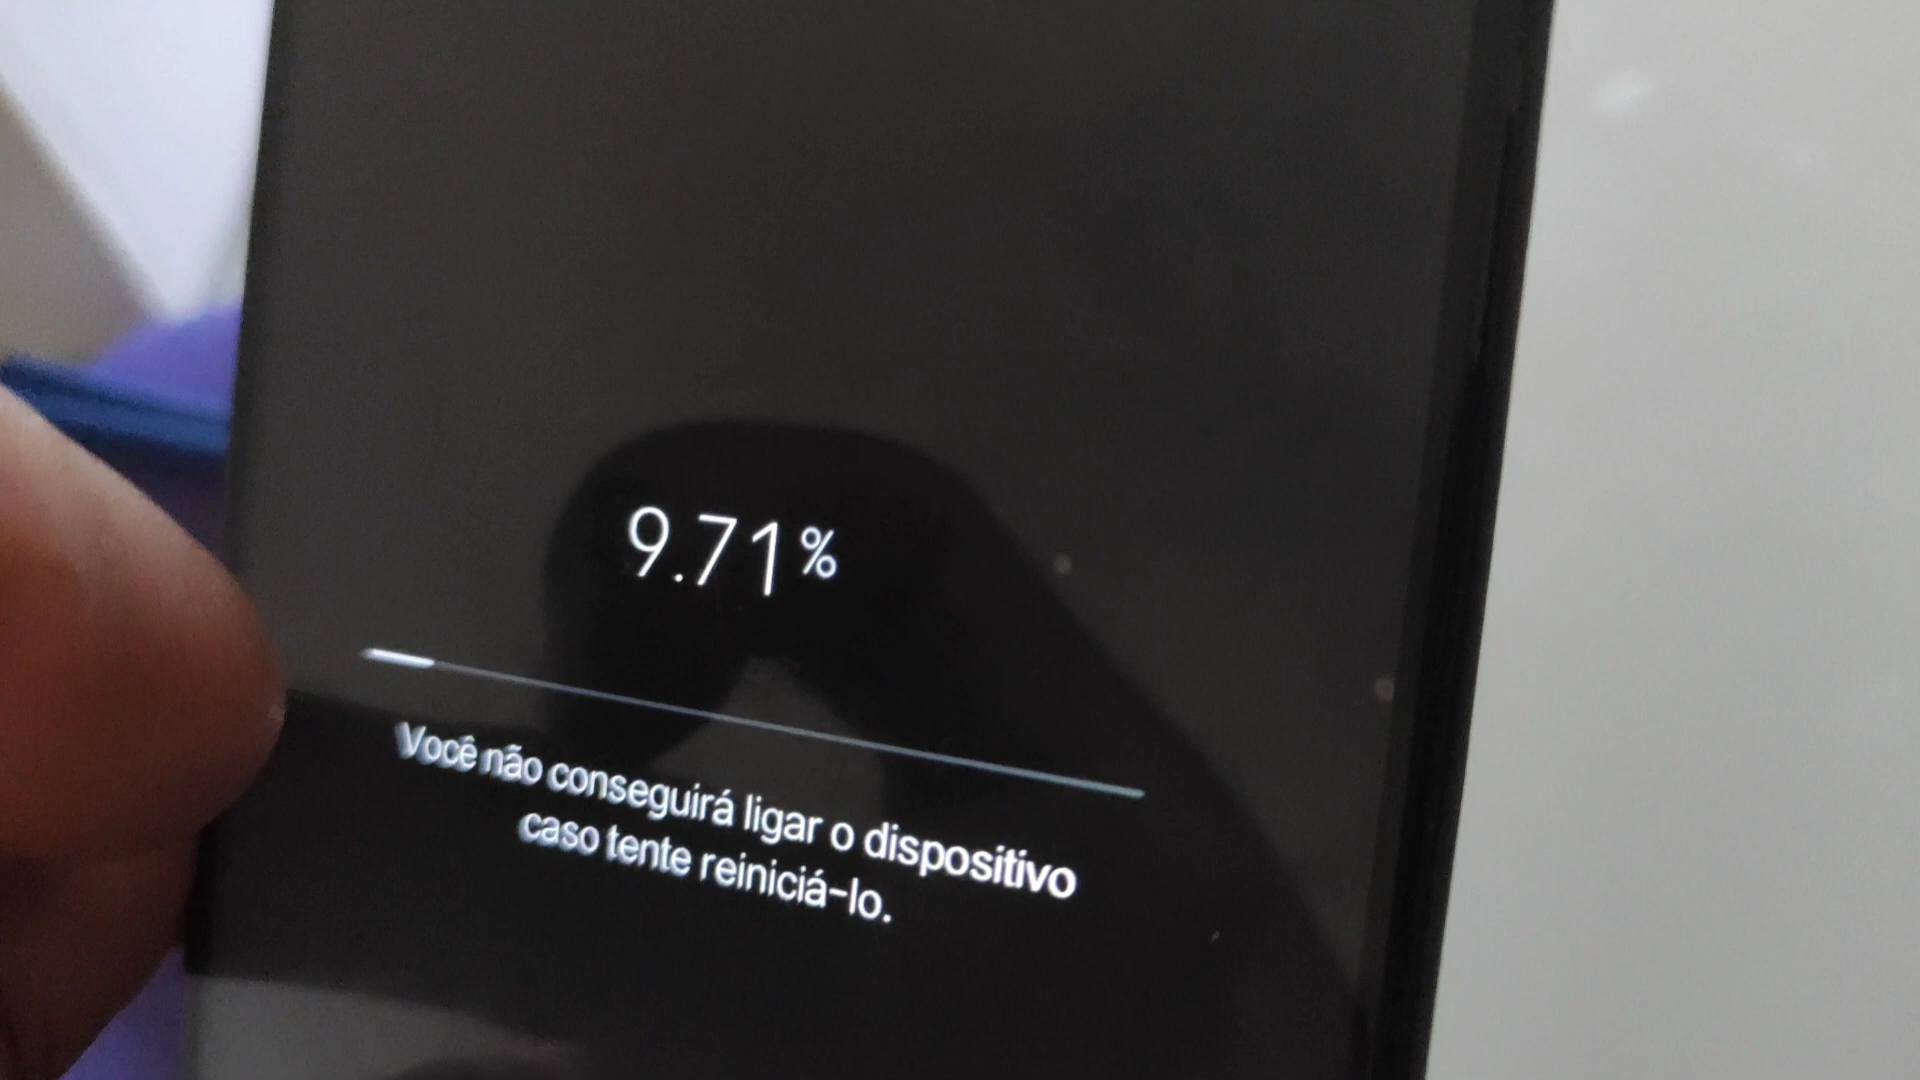 9.71%
Você não conseguirá ligar o dispositivo
caso tente reiniciá-lo.